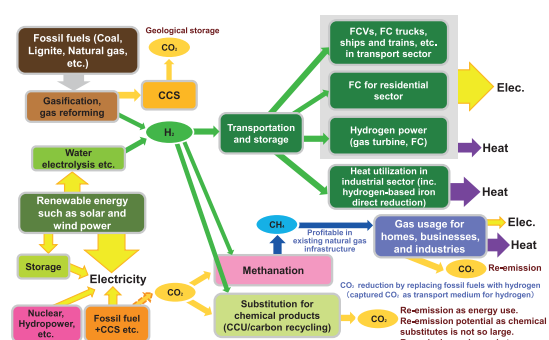 Fossil fuels (Coal,
Lignite, Natural gas,
etc.)
Geological storage
CO₂
FCVs, FC trucks,
ships and trains, etc.
in transport sector
Gasification,
gas reforming
CCS
FC for residential
sector
Elec.
H₂
Transportation
and storage
Hydrogen power
(gas turbine, FC)
Heat
Water
electrolysis etc.
Heat utilization in
industrial sector (inc.
hydrogen-based iron
direct reduction)
Heat
Renewable energy
such as solar and
wind power
CH₄
Profitable in
existing natural gas
infrastructure
Gas usage for
homes, businesses,
and industries
Elec.
Heat
Storage
Electricity
Methanation
CO₂
Re-emission
CO₂ reduction by replacing fossil fuels with hydrogen
(captured CO₂ as transport medium for hydrogen)
CO₂
Nuclear,
Hydropower,
etc.
Fossil fuel
+CCS etc.
Substitution for
chemical products
(CCU/carbon recycling)
CO₂
Re-emission as energy use.
Re-emission potential as chemical
substitutes is not so large.